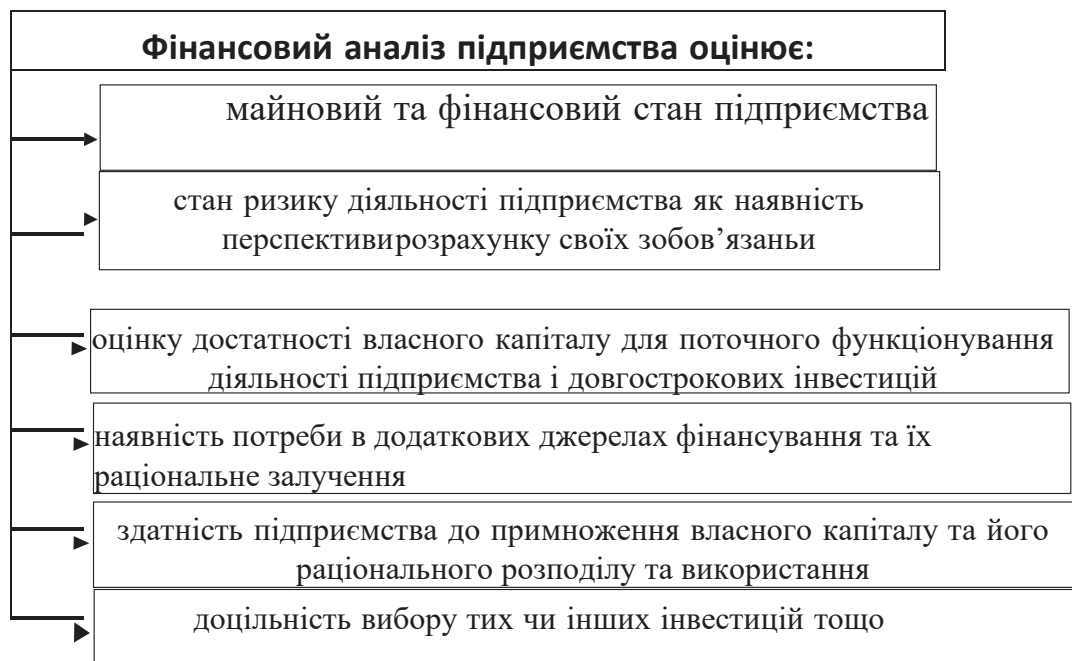 Фінансовий аналіз підприємства оцінює:
майновий та фінансовий стан підприємства
стан ризику діяльності підприємства як наявність
перспективирозрахунку своїх зобов’язаньи
оцінку достатності власного капіталу для поточного функціонування
діяльності підприємства і довгострокових інвестицій
наявність потреби в додаткових джерелах фінансування та їх
раціональне залучення
здатність підприємства до примноження власного капіталу та його
раціонального розподілу та використання
доцільність вибору тих чи інших інвестицій тощо